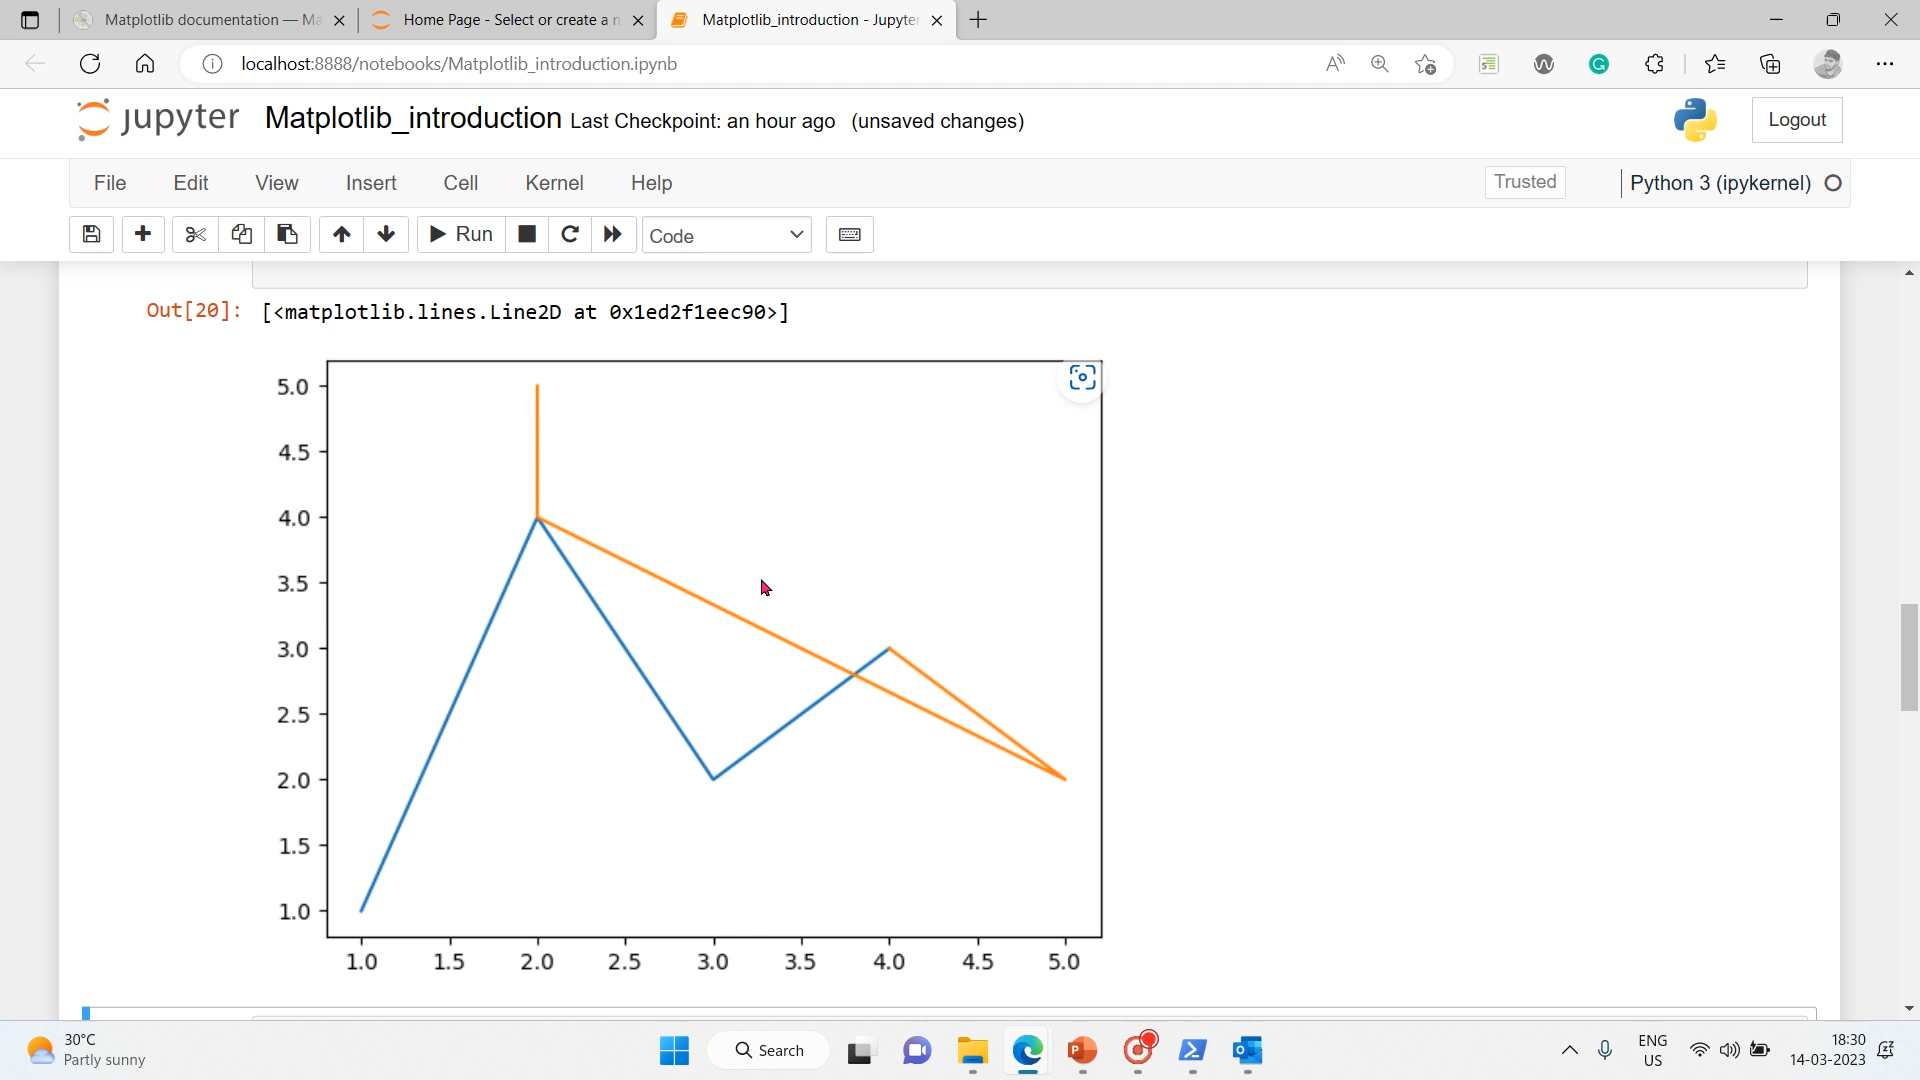 Matplotlib documentation — Ma
Home Page - Select or create a n
Matplotlib_introduction - Jupyter
localhost:8888/notebooks/Matplotlib_introduction.ipynb
jupyter Matplotlib_introduction Last Checkpoint: an hour ago (unsaved changes)
Logout
File Edit View Insert Cell Kernel Help
Trusted
Python 3 (ipykernel)
Run
Code
Out[20]: [<matplotlib.lines.Line2D at 0x1ed2f1eec90>]
5.0
4.5
4.0
3.5
3.0
2.5
2.0
1.5
1.0
1.0 1.5 2.0 2.5 3.0 3.5 4.0 4.5 5.0
30°C
Partly sunny
Search
ENG
US
18:30
14-03-2023